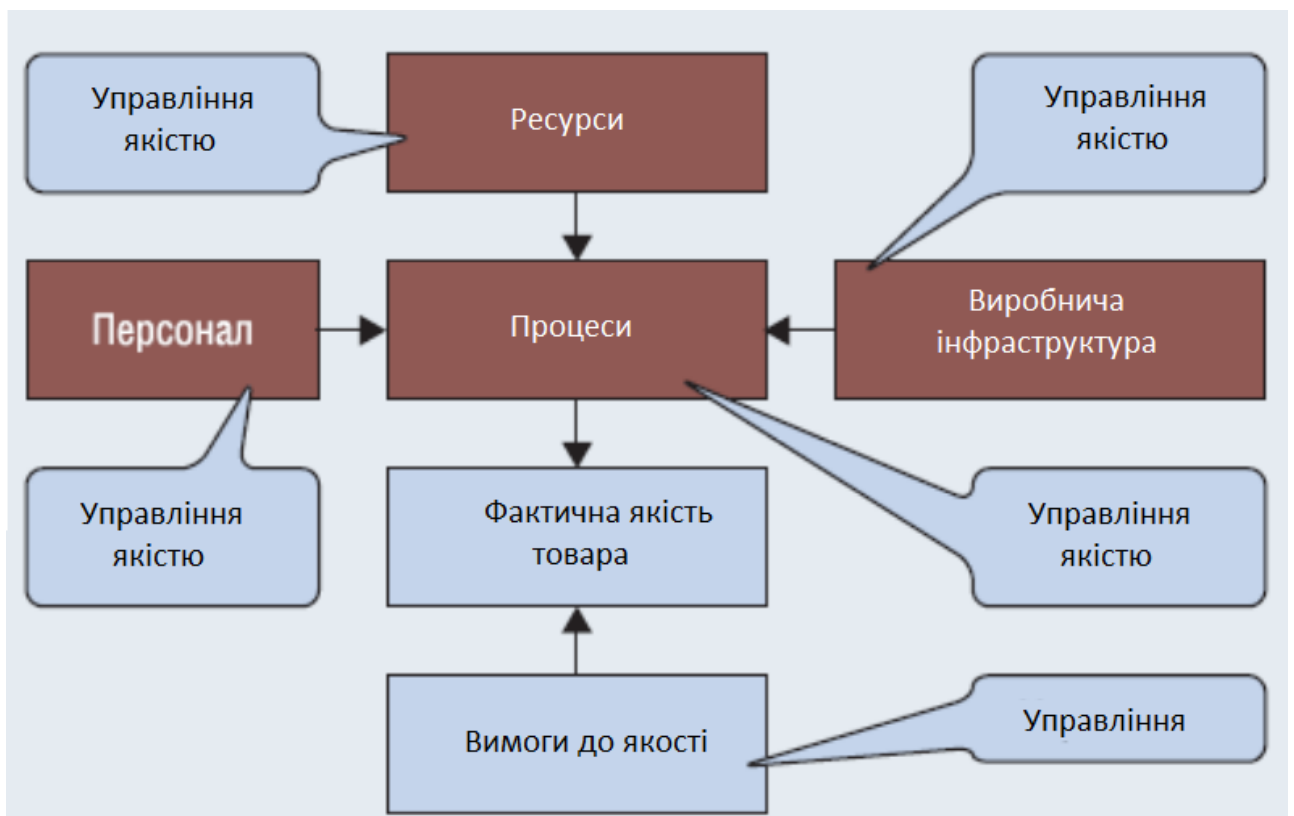 Управління
якістю
Ресурси
Управління
якістю
Персонал
Процеси
Виробнича
інфраструктура
Управління
якістю
Фактична якість
товара
Управління
якістю
Вимоги до якості
Управління